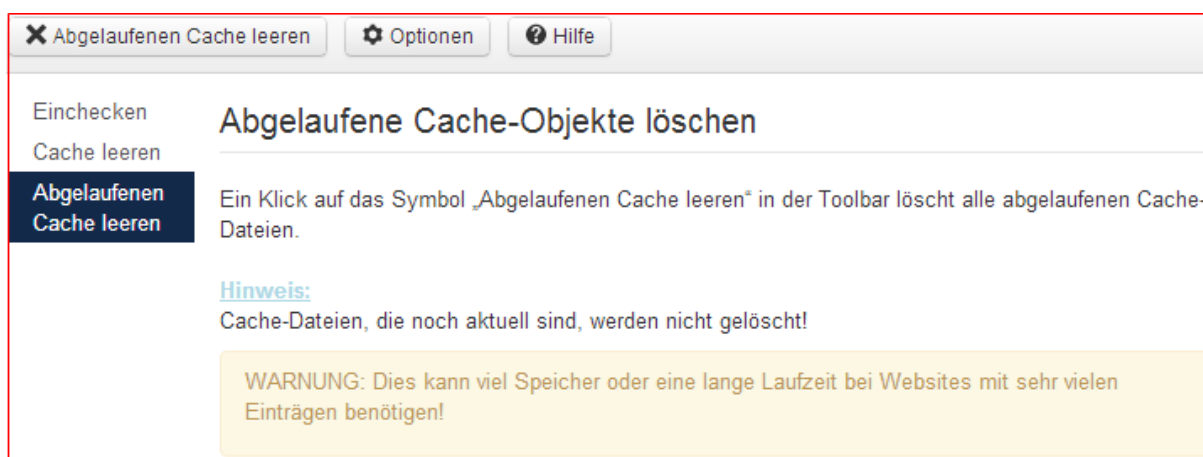 Abgelaufenen Cache leeren Optionen Hilfe
Einchecken
Cache leeren
Abgelaufenen
Cache leeren
Abgelaufene Cache-Objekte löschen
Ein Klick auf das Symbol „Abgelaufenen Cache leeren“ in der Toolbar löscht alle abgelaufenen Cache-
Dateien.
Hinweis:
Cache-Dateien, die noch aktuell sind, werden nicht gelöscht!
WARNUNG: Dies kann viel Speicher oder eine lange Laufzeit bei Websites mit sehr vielen
Einträgen benötigen!